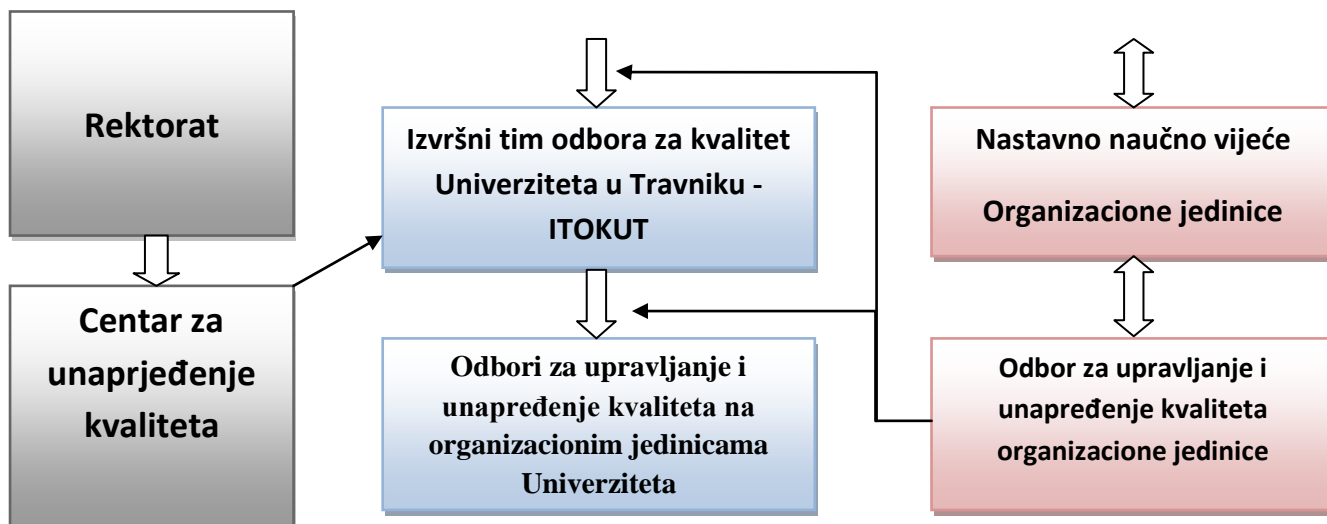 Rektorat
Centar za
unaprjeđenje
kvaliteta
Izvršni tim odbora za kvalitet
Univerziteta u Travniku -
ITOKUT
Odbori za upravljanje i
unapređenje kvaliteta na
organizacionim jedinicama
Univerziteta
Nastavno naučno vijeće
Organizacione jedinice
Odbor za upravljanje i
unapređenje kvaliteta
organizacione jedinice